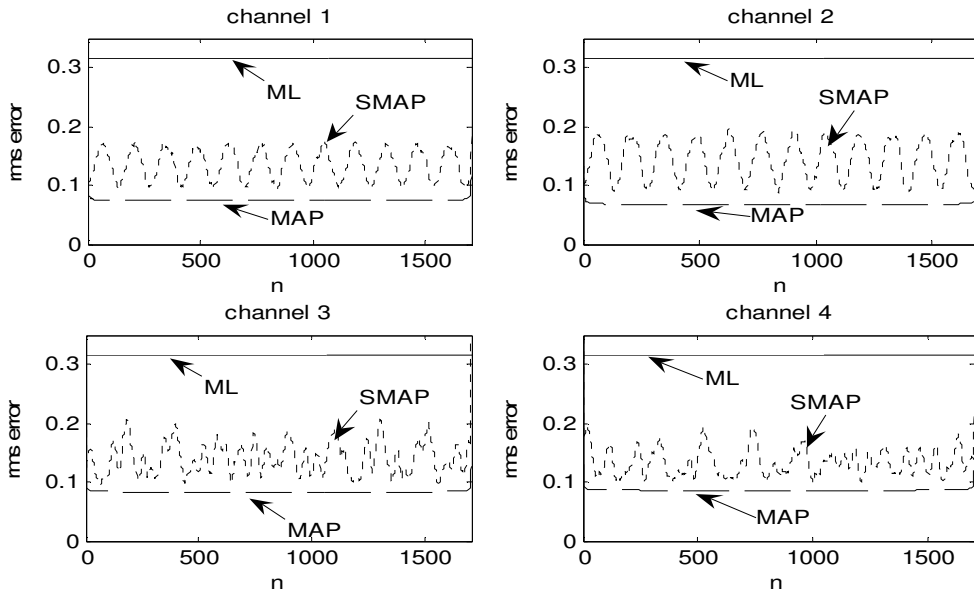 channel 1
rms error
0.3
0.2
0.1
0
ML
SMAP
MAP
0 500 1000 1500
n
channel 2
rms error
0.3
0.2
0.1
0
ML
SMAP
MAP
0 500 1000 1500
n
channel 3
rms error
0.3
0.2
0.1
0
ML
SMAP
MAP
0 500 1000 1500
n
channel 4
rms error
0.3
0.2
0.1
0
ML
SMAP
MAP
0 500 1000 1500
n